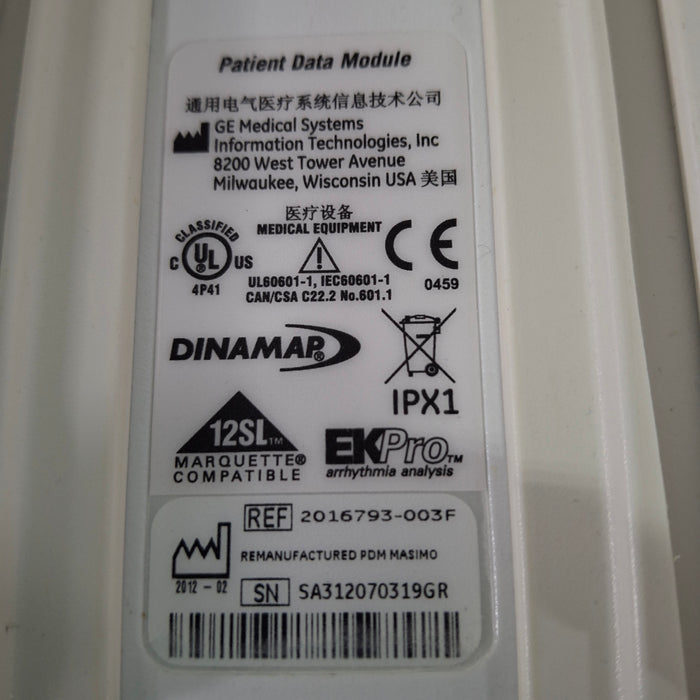 Patient Data Module
通用电气医疗系统信息技术公司
GE Medical Systems
Information Technologies, Inc
8200 West Tower Avenue
Milwaukee, Wisconsin USA 美国
医疗设备
MEDICAL EQUIPMENT
CLASSIFIED
C UL® US
4P41
UL60601-1, IEC60601-1
CAN/CSA C22.2 No.601.1
CE
0459
DINAMAP®
IPX1
12SL™
MARQUETTE®
COMPATIBLE
EK-Pro™
arrhythmia analysis
REF 2016793-003F
REMANUFACTURED PDM MASIMO
2012 - 02
SN SA312070319GR